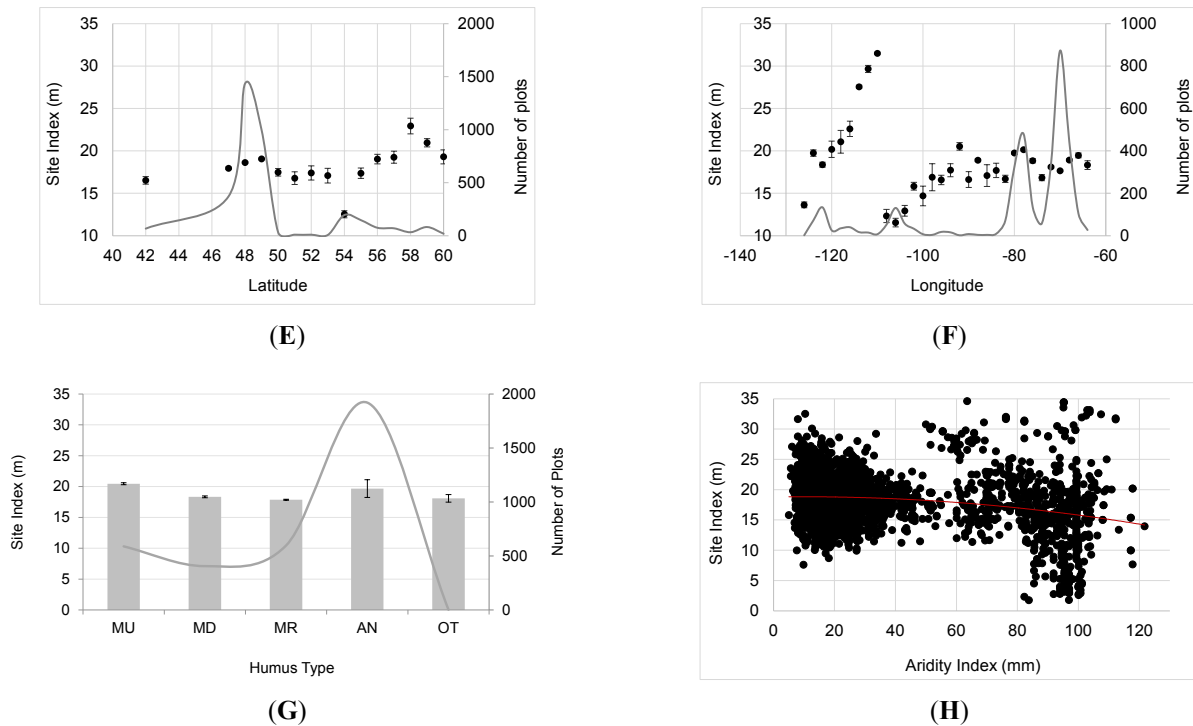 35 2000
30
25 1500
20 1000
15 500
10 0
40 42 44 46 48 50 52 54 56 58 60
Site Index (m)
Number of plots
Latitude
(E)
35 1000
30 800
25 600
20 400
15 200
10 0
-140 -120 -100 -80 -60
Site Index (m)
Number of plots
Longitude
(F)
35 2000
30
25 1500
20
15 1000
10 500
5
0 0
MU MD MR AN OT
Site Index (m)
Number of Plots
Humus Type
(G)
35
30
25
20
15
10
5
0
0 20 40 60 80 100 120
Site Index (m)
Aridity Index (mm)
(H)